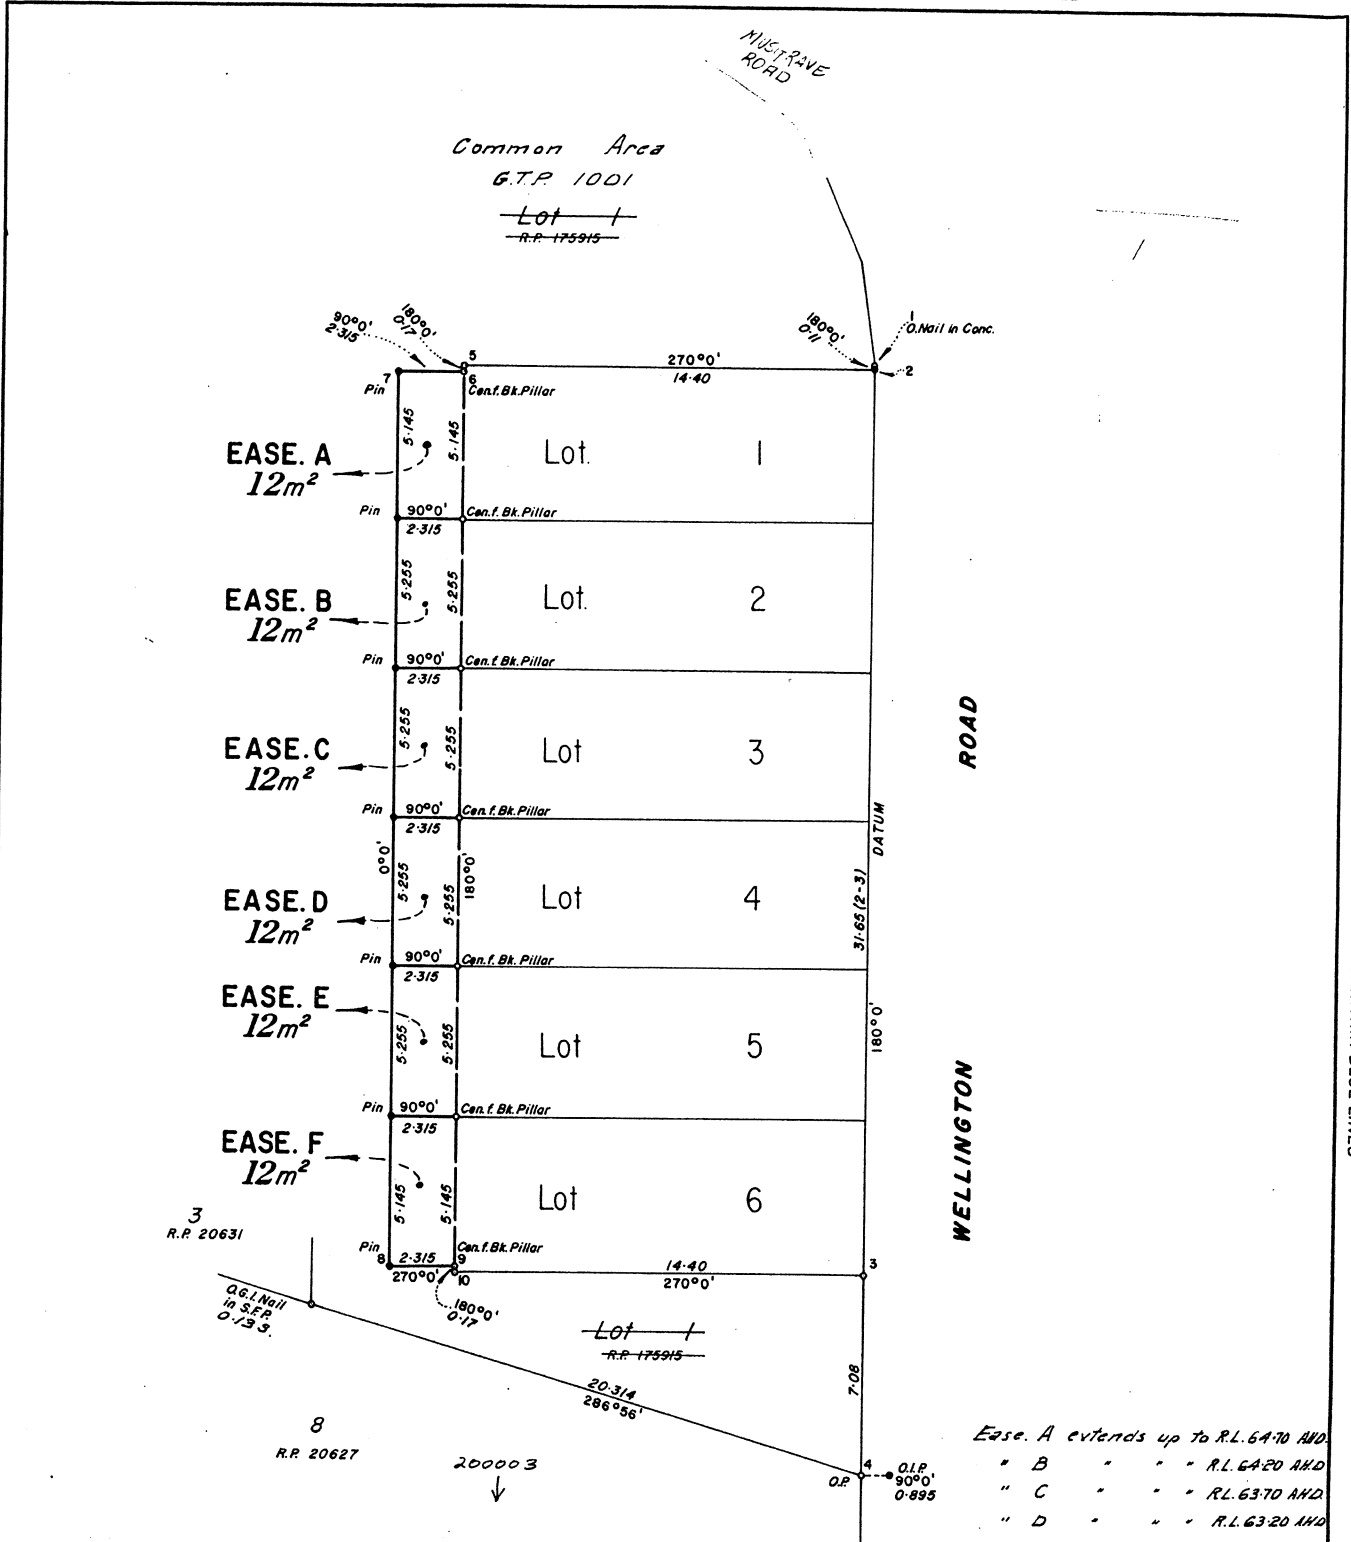 MUSGRAVE
ROAD
Common Area
G.T.P. 1001
Lot 1
R.P. 175915
90°0'
2·315
180°0'
0·17
180°0'
0·11
1
O.Nail in Conc.
5
270°0'
14·40
2
7
6
Pin
Cen.f.Bk.Pillar
5·145
5·145
EASE. A
12m²
Lot. 1
Pin
90°0'
2·315
Cen.f.Bk.Pillar
5·255
5·255
EASE. B
12m²
Lot. 2
Pin
90°0'
2·315
Cen.f.Bk.Pillar
5·255
5·255
EASE. C
12m²
Lot 3
ROAD
Pin
90°0'
2·315
Cen.f.Bk.Pillar
DATUM
0°0'
5·255
5·255
180°0'
EASE. D
12m²
Lot 4
31·65 (2-3)
Pin
90°0'
2·315
Cen.f.Bk.Pillar
EASE. E
12m²
5·255
5·255
Lot 5
180°0'
WELLINGTON
Pin
90°0'
2·315
Cen.f.Bk.Pillar
EASE. F
12m²
5·145
5·145
Lot 6
3
R.P. 20631
Pin
8
2·315
270°0'
Cen.f.Bk.Pillar
9
10
14·40
270°0'
3
O.G.I.Nail
in S.F.P.
0·133.
180°0'
0·17
Lot 1
R.P. 175915
20·314
286°56'
7·08
8
R.P. 20627
200003
4
O.P.
O.I.P.
90°0'
0·895
Ease. A extends up to R.L. 64·70 AHD.
" B " " " R.L. 64·20 AHD
" C " " " RL. 63·70 AHD.
" D " " " R.L. 63·20 AHD